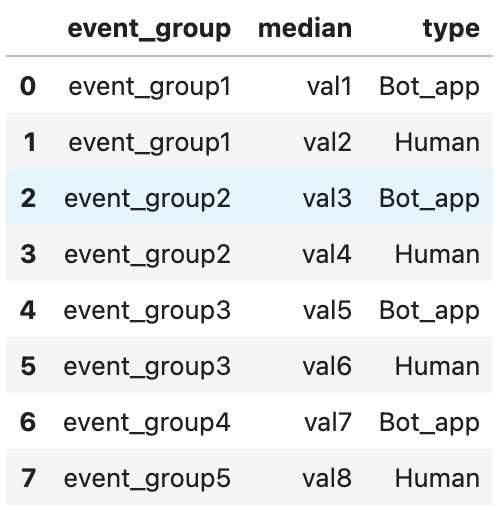 event_group median type
0 event_group1 val1 Bot_app
1 event_group1 val2 Human
2 event_group2 val3 Bot_app
3 event_group2 val4 Human
4 event_group3 val5 Bot_app
5 event_group3 val6 Human
6 event_group4 val7 Bot_app
7 event_group5 val8 Human